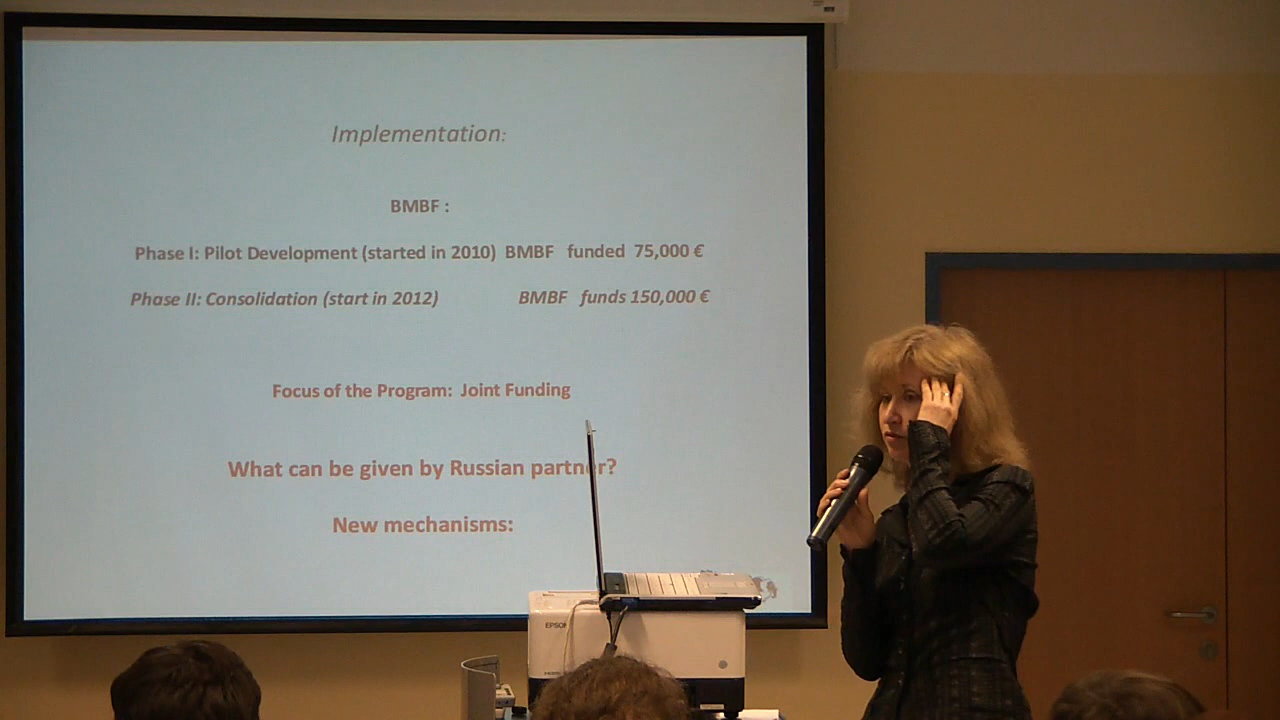 Implementation:
BMBF :
Phase I: Pilot Development (started in 2010) BMBF funded 75,000 €
Phase II: Consolidation (start in 2012) BMBF funds 150,000 €
Focus of the Program: Joint Funding
What can be given by Russian partner?
New mechanisms:
EPSON